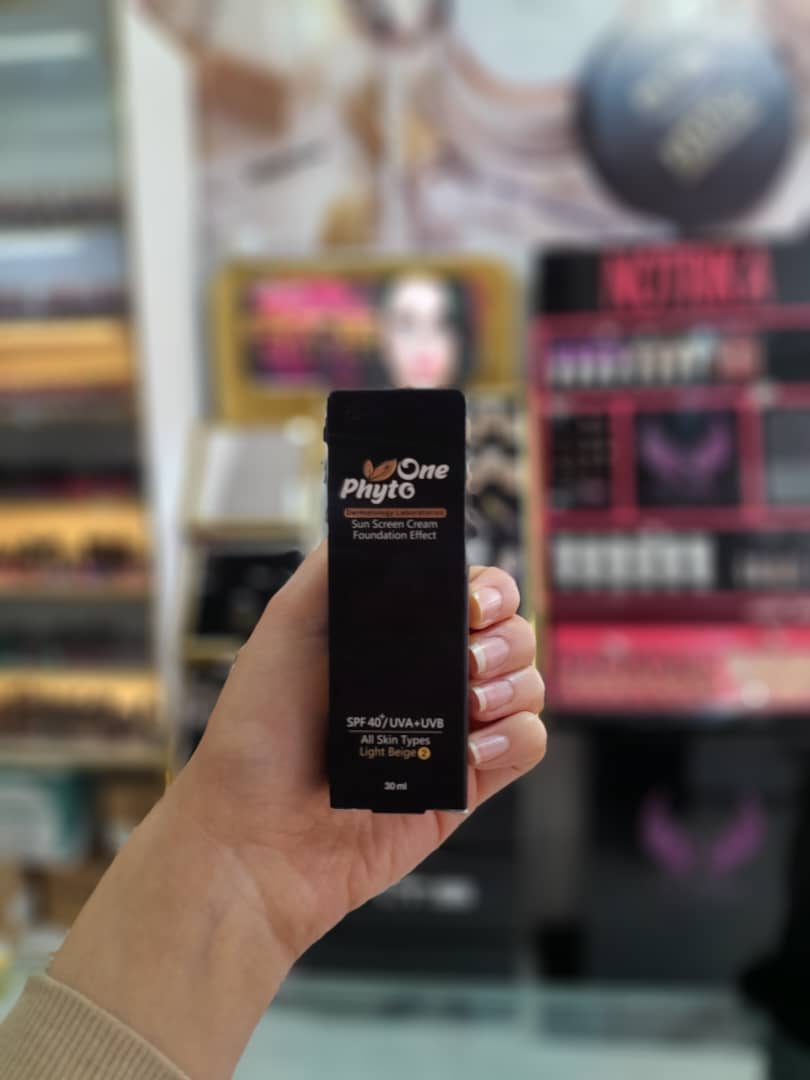 One
Phyto
Dermatology Laboratories
Sun Screen Cream
Foundation Effect
SPF 40+/ UVA+UVB
All Skin Types
Light Beige 2
30 ml